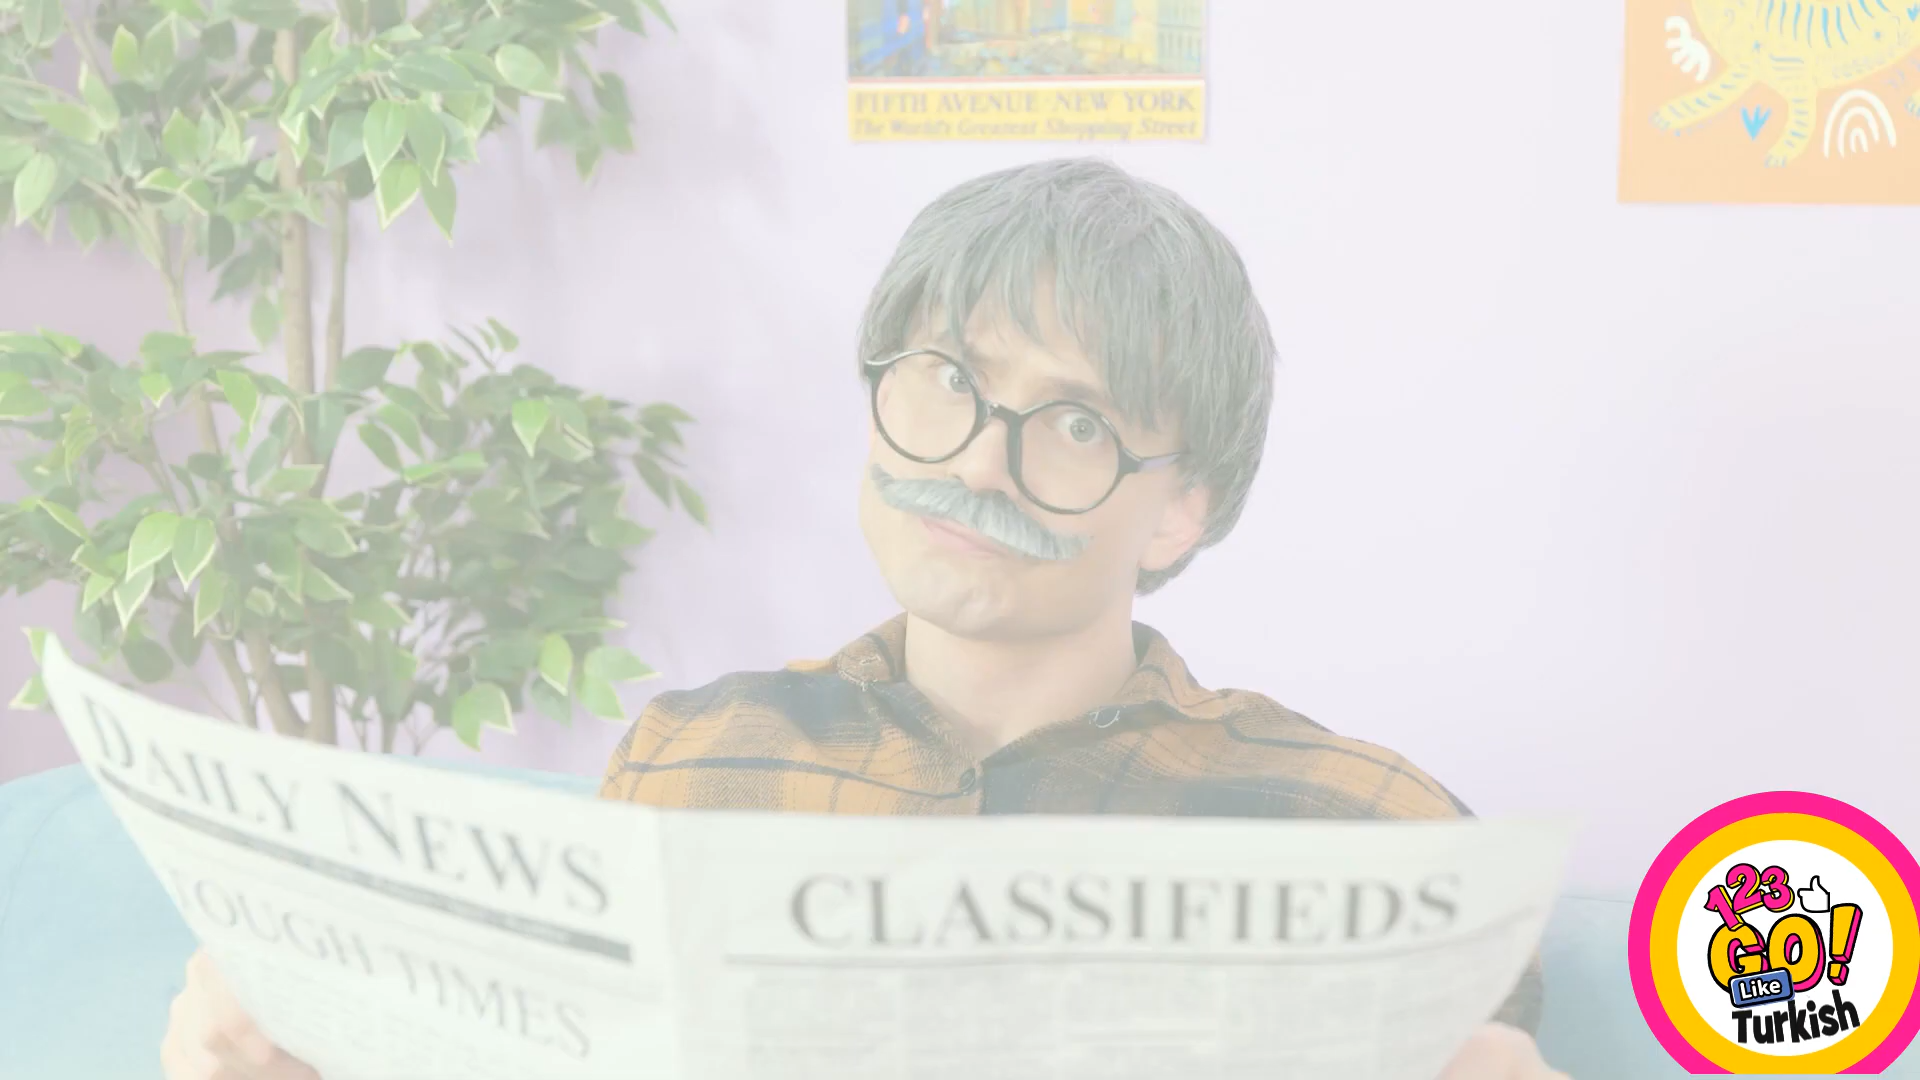 FIFTH AVENUE · NEW YORK
The World's Greatest Shopping Street
DAILY NEWS
TOUGH TIMES
CLASSIFIEDS
123
GO!
Like
Turkish